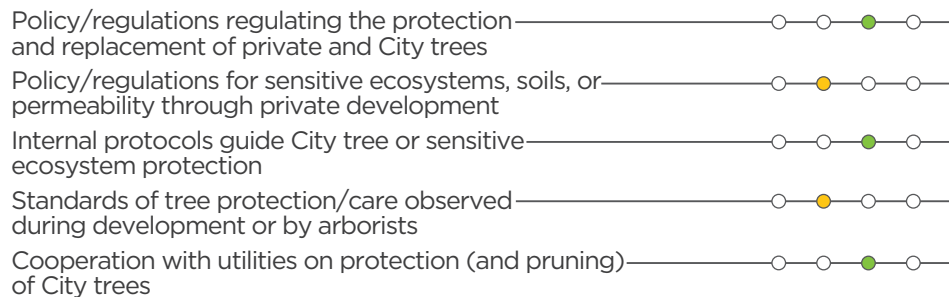 Policy/regulations regulating the protection
and replacement of private and City trees
Policy/regulations for sensitive ecosystems, soils, or
permeability through private development
Internal protocols guide City tree or sensitive
ecosystem protection
Standards of tree protection/care observed
during development or by arborists
Cooperation with utilities on protection (and pruning)
of City trees